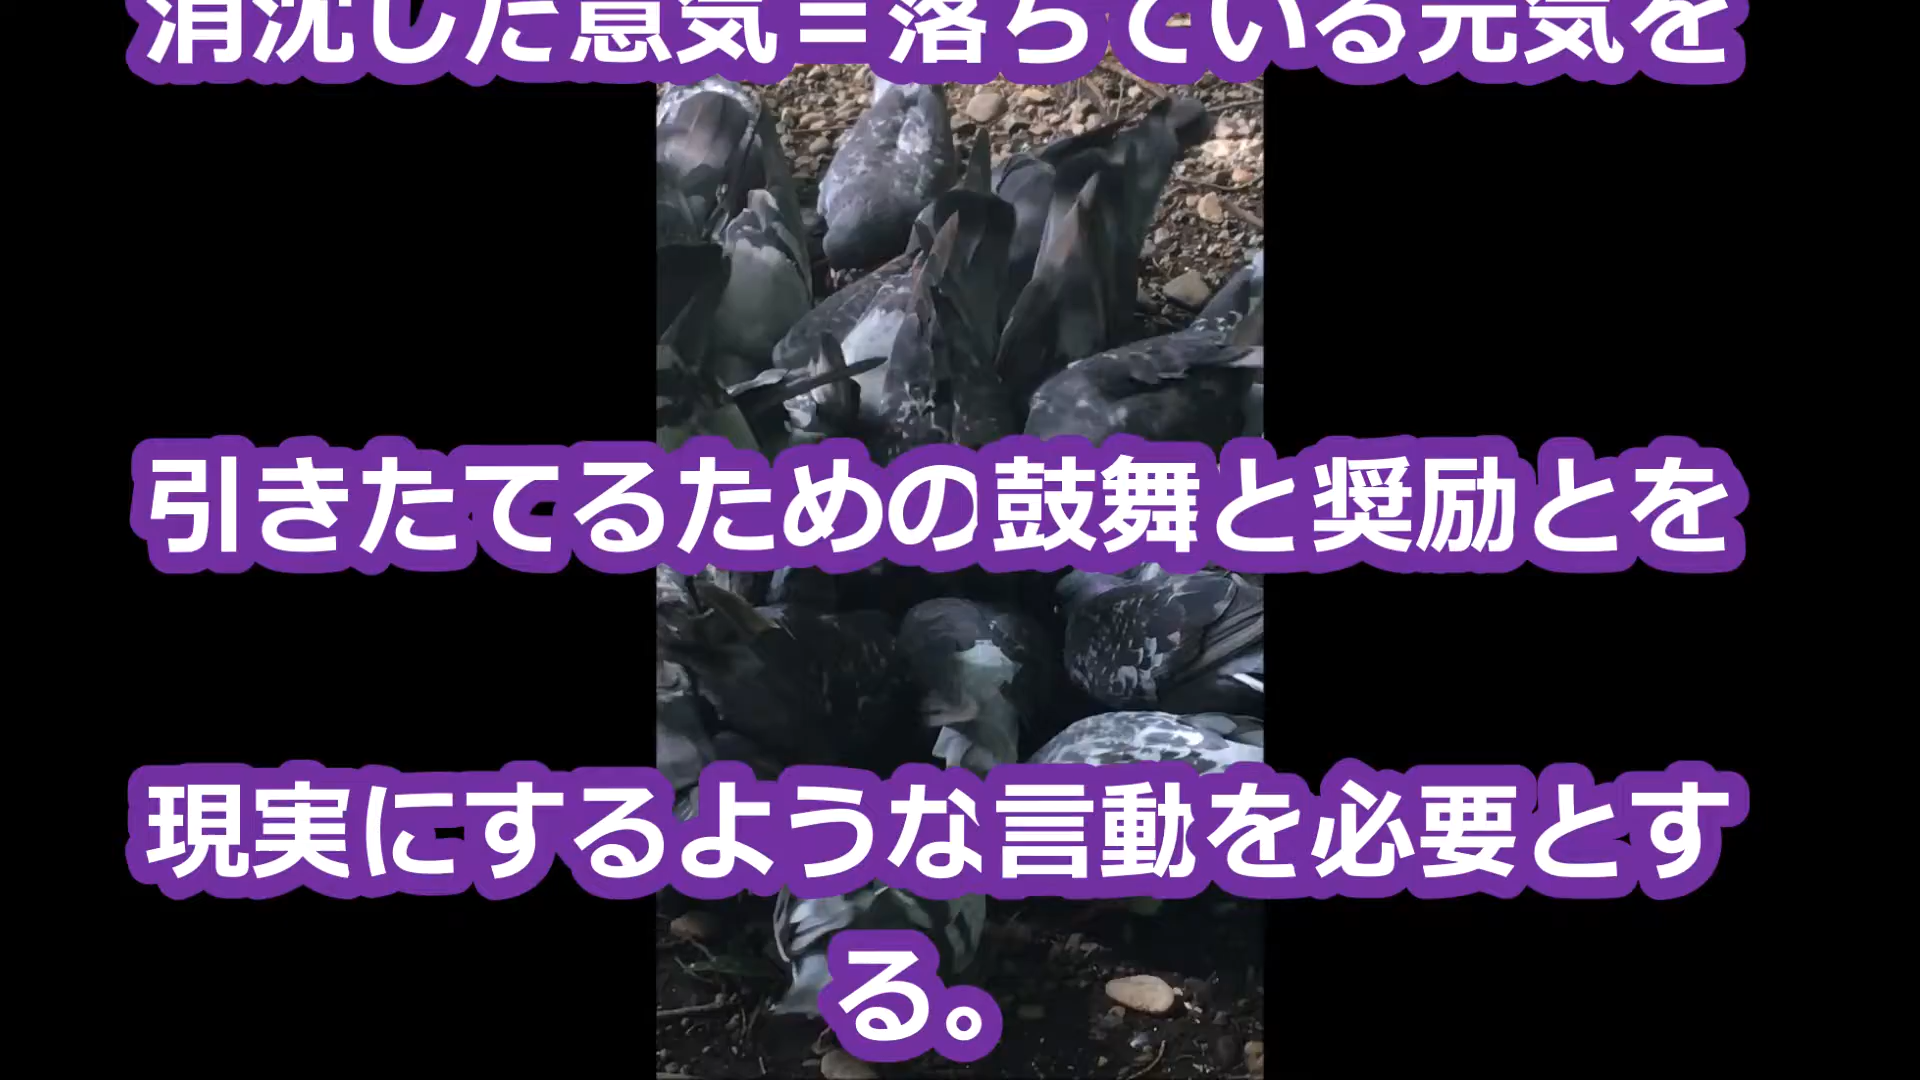 消沈した意気＝落ちている元気を
引きたてるための鼓舞と奨励とを
現実にするような言動を必要とす
る。